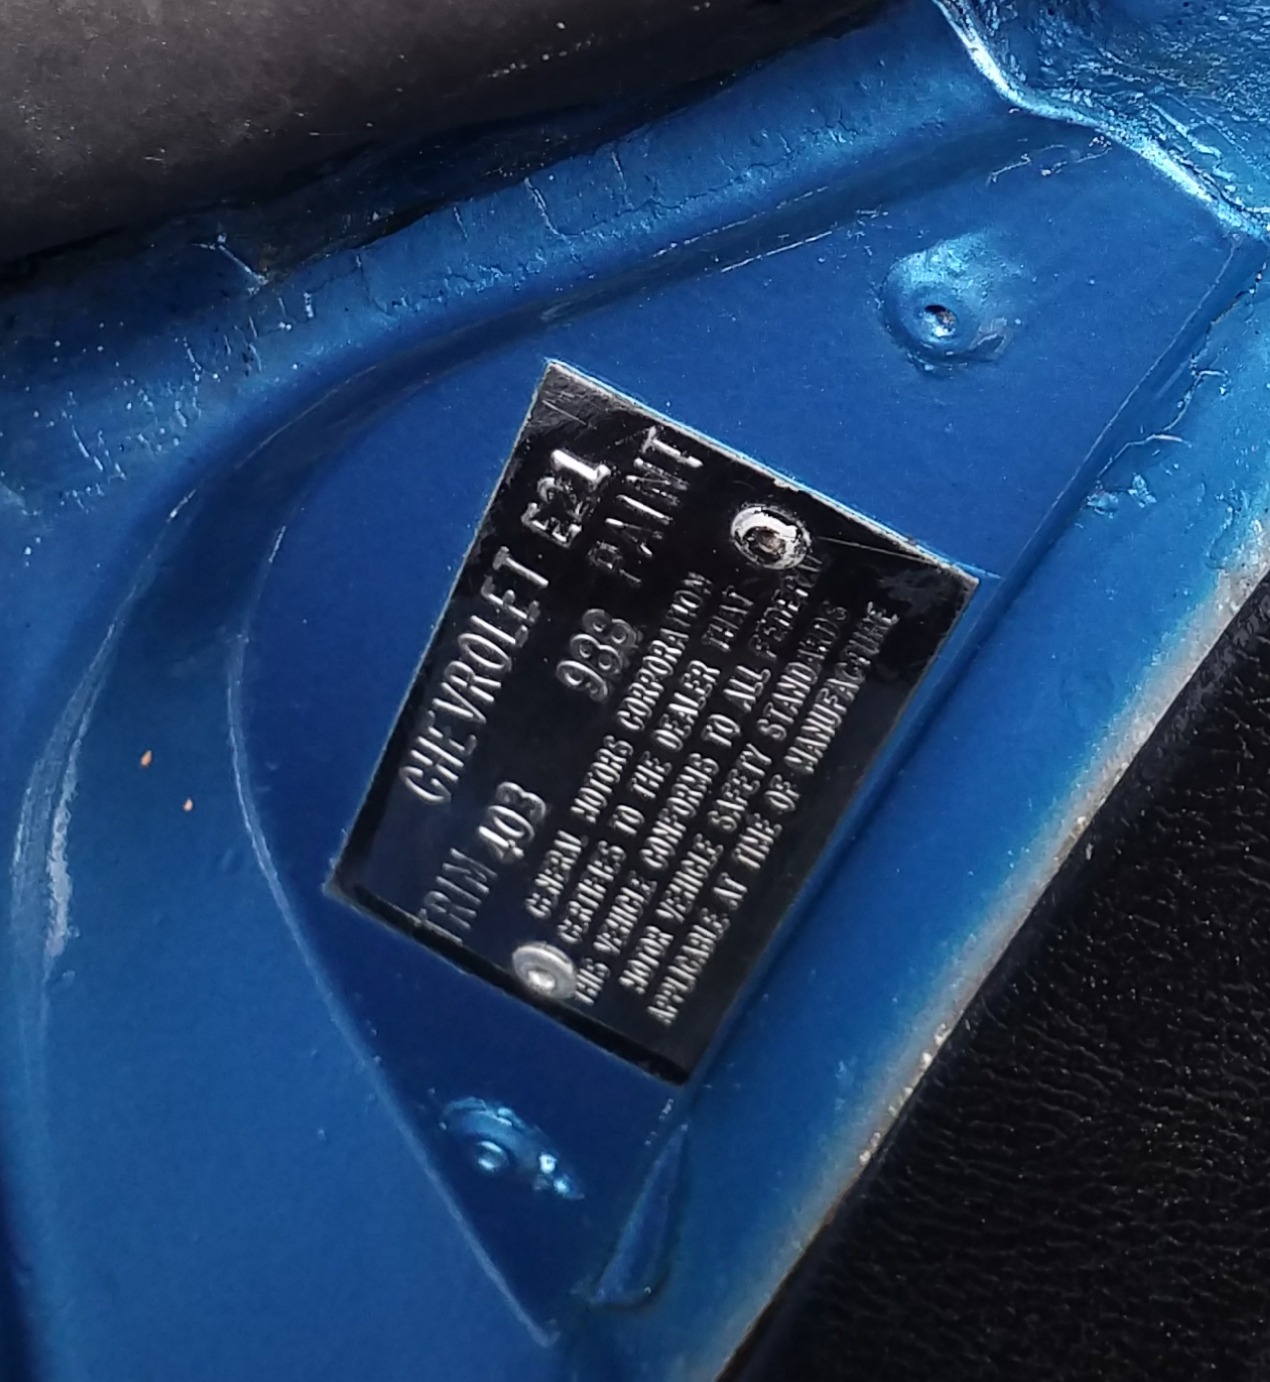 CHEVROLET E21
TRIM 403 988 PAINT
GENERAL MOTORS CORPORATION
CERTIFIES TO THE DEALER THAT
THIS VEHICLE CONFORMS TO ALL FEDERAL
MOTOR VEHICLE SAFETY STANDARDS
APPLICABLE AT TIME OF MANUFACTURE